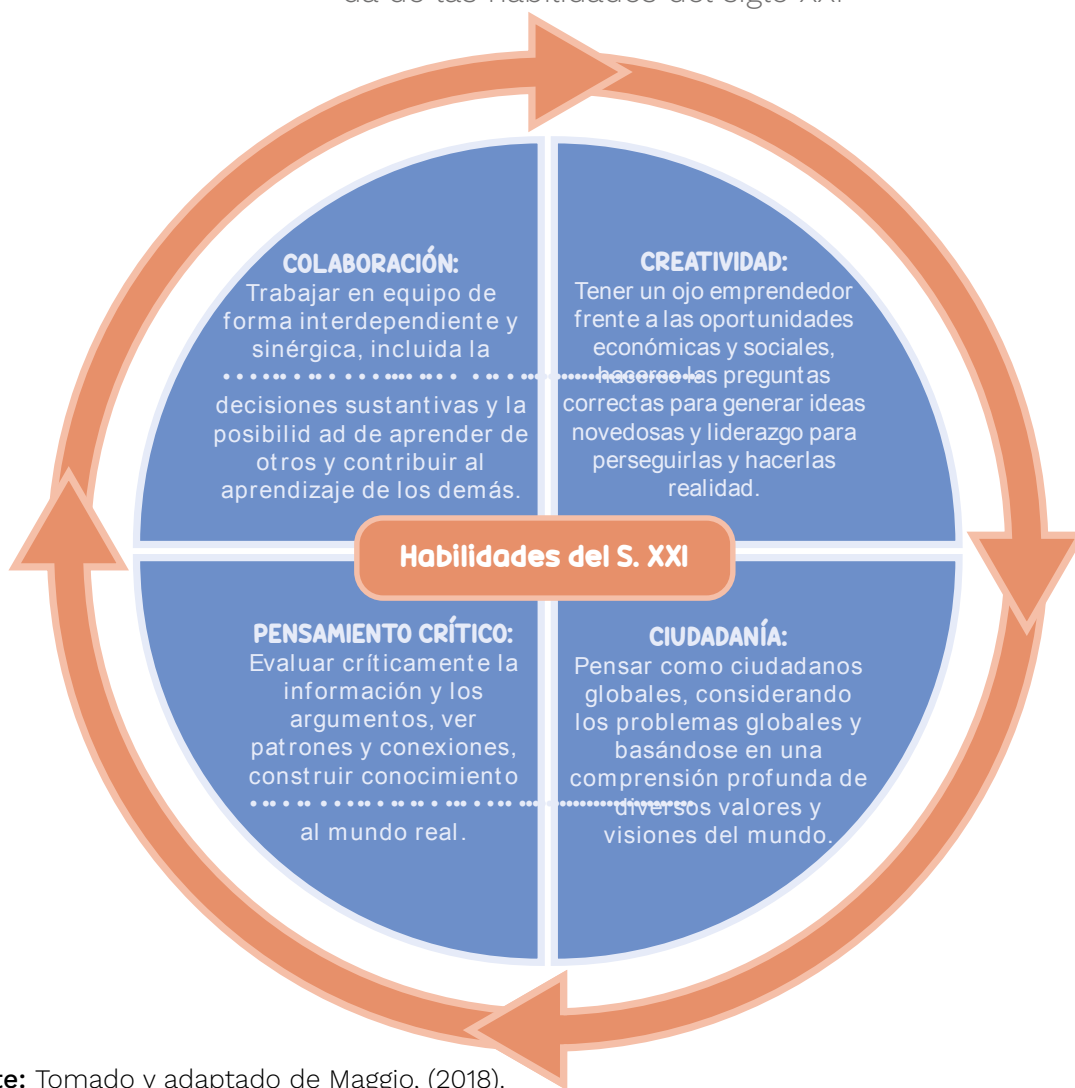 da de las habilidades del siglo XXI
COLABORACIÓN:
Trabajar en equipo de
forma interdependiente y
sinérgica, incluida la
decisiones sustantivas y la
posibilid ad de aprender de
otros y contribuir al
aprendizaje de los demás.
CREATIVIDAD:
Tener un ojo emprendedor
frente a las oportunidades
económicas y sociales,
hacerse las preguntas
correctas para generar ideas
novedosas y liderazgo para
perseguirlas y hacerlas
realidad.
Habilidades del S. XXI
PENSAMIENTO CRÍTICO:
Evaluar críticamente la
información y los
argumentos, ver
patrones y conexiones,
construir conocimiento
al mundo real.
CIUDADANÍA:
Pensar como ciudadanos
globales, considerando
los problemas globales y
basándose en una
comprensión profunda de
diversos valores y
visiones del mundo.
te: Tomado y adaptado de Maggio, (2018).